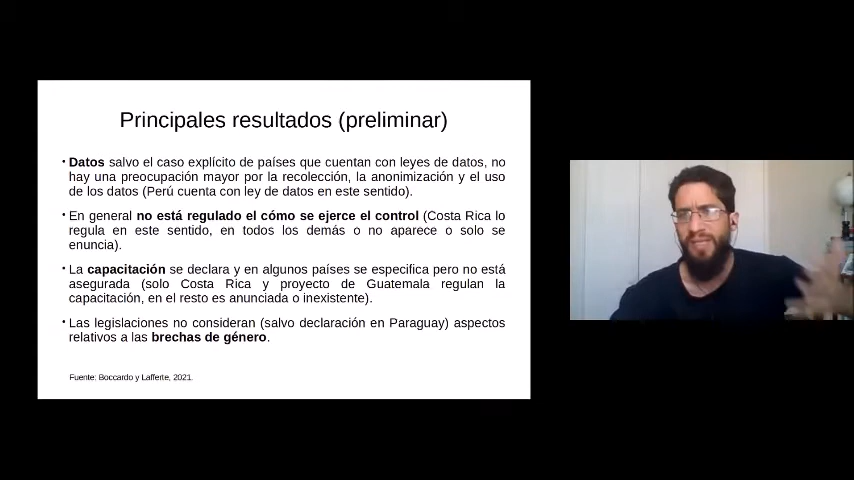 Principales resultados (preliminar)
• Datos salvo el caso explícito de países que cuentan con leyes de datos, no
hay una preocupación mayor por la recolección, la anonimización y el uso
de los datos (Perú cuenta con ley de datos en este sentido).
• En general no está regulado el cómo se ejerce el control (Costa Rica lo
regula en este sentido, en todos los demás o no aparece o solo se
enuncia).
• La capacitación se declara y en algunos países se especifica pero no está
asegurada (solo Costa Rica y proyecto de Guatemala regulan la
capacitación, en el resto es anunciada o inexistente).
• Las legislaciones no consideran (salvo declaración en Paraguay) aspectos
relativos a las brechas de género.
Fuente: Boccardo y Lafferte, 2021.